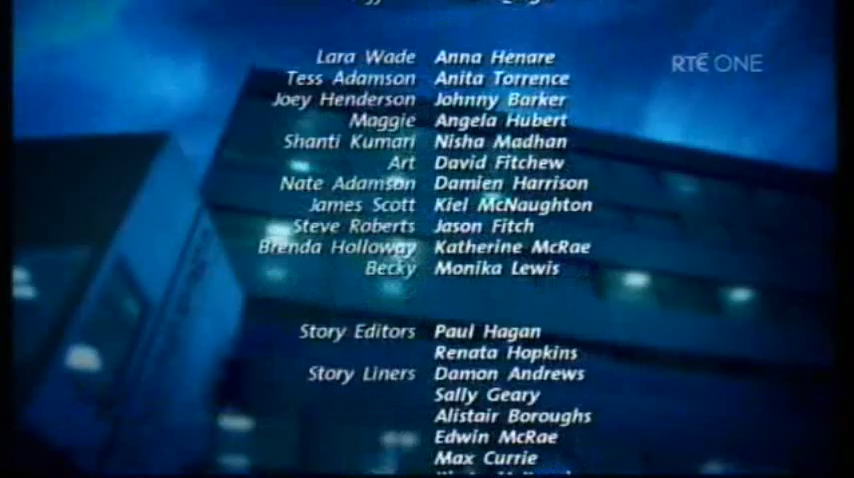 RTÉ ONE
Lara Wade Anna Henare
Tess Adamson Anita Torrence
Joey Henderson Johnny Barker
Maggie Angela Hubert
Shanti Kumari Nisha Madhan
Art David Fitchew
Nate Adamson Damien Harrison
James Scott Kiel McNaughton
Steve Roberts Jason Fitch
Brenda Holloway Katherine McRae
Becky Monika Lewis
Story Editors Paul Hagan
Renata Hopkins
Story Liners Damon Andrews
Sally Geary
Alistair Boroughs
Edwin McRae
Max Currie